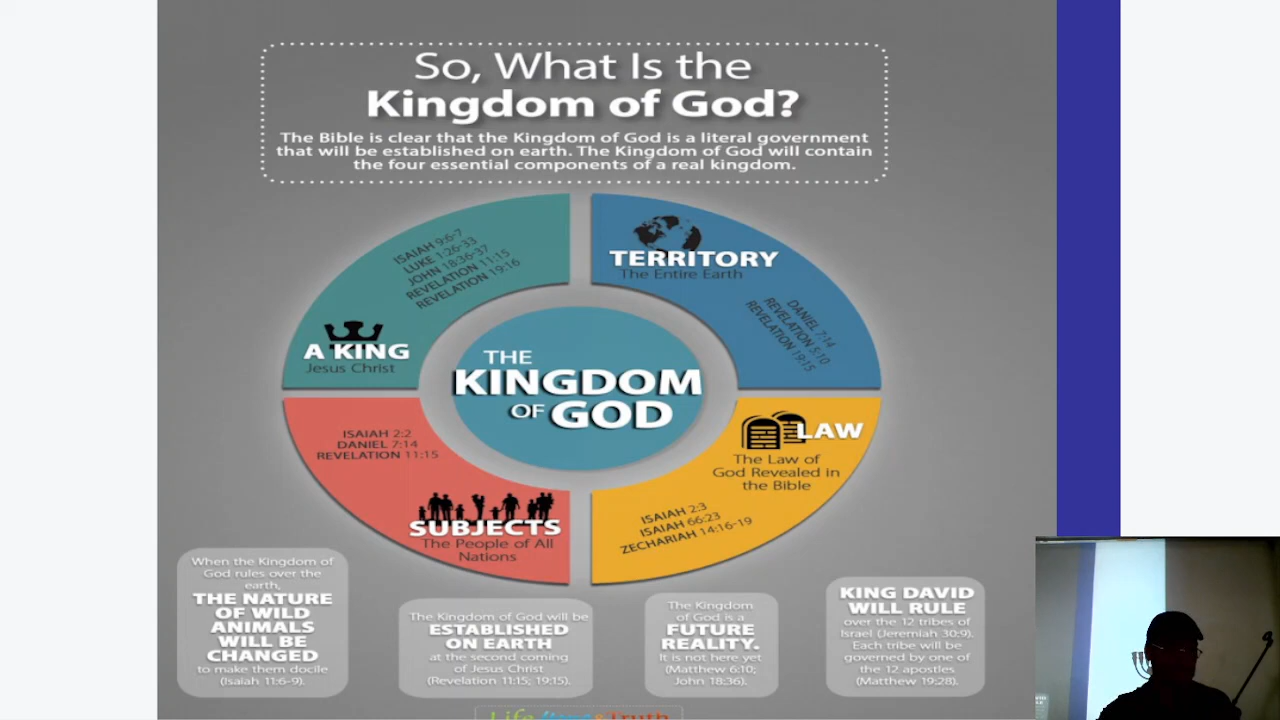 So, What Is the
Kingdom of God?
The Bible is clear that the Kingdom of God is a literal government
that will be established on earth. The Kingdom of God will contain
the four essential components of a real kingdom.
ISAIAH 9:6-7
LUKE 1:26-33
JOHN 18:36-37
REVELATION 11:15
REVELATION 19:16
A KING
Jesus Christ
TERRITORY
The Entire Earth
DANIEL 7:14
REVELATION 5:10
REVELATION 19:15
THE
KINGDOM
OF GOD
ISAIAH 2:2
DANIEL 7:14
REVELATION 11:15
SUBJECTS
The People of All
Nations
LAW
The Law of
God Revealed in
the Bible
ISAIAH 2:3
ISAIAH 66:23
ZECHARIAH 14:16-19
When the Kingdom of
God rules over the
earth,
THE NATURE
OF WILD
ANIMALS
WILL BE
CHANGED
to make them docile
(Isaiah 11:6-9).
The Kingdom of God will be
ESTABLISHED
ON EARTH
at the second coming
of Jesus Christ
(Revelation 11:15; 19:15).
The Kingdom
of God is a
FUTURE
REALITY.
It is not here yet
(Matthew 6:10;
John 18:36).
KING DAVID
WILL RULE
over the 12 tribes of
Israel (Jeremiah 30:9).
Each tribe will be
governed by one of
the 12 apostles
(Matthew 19:28).